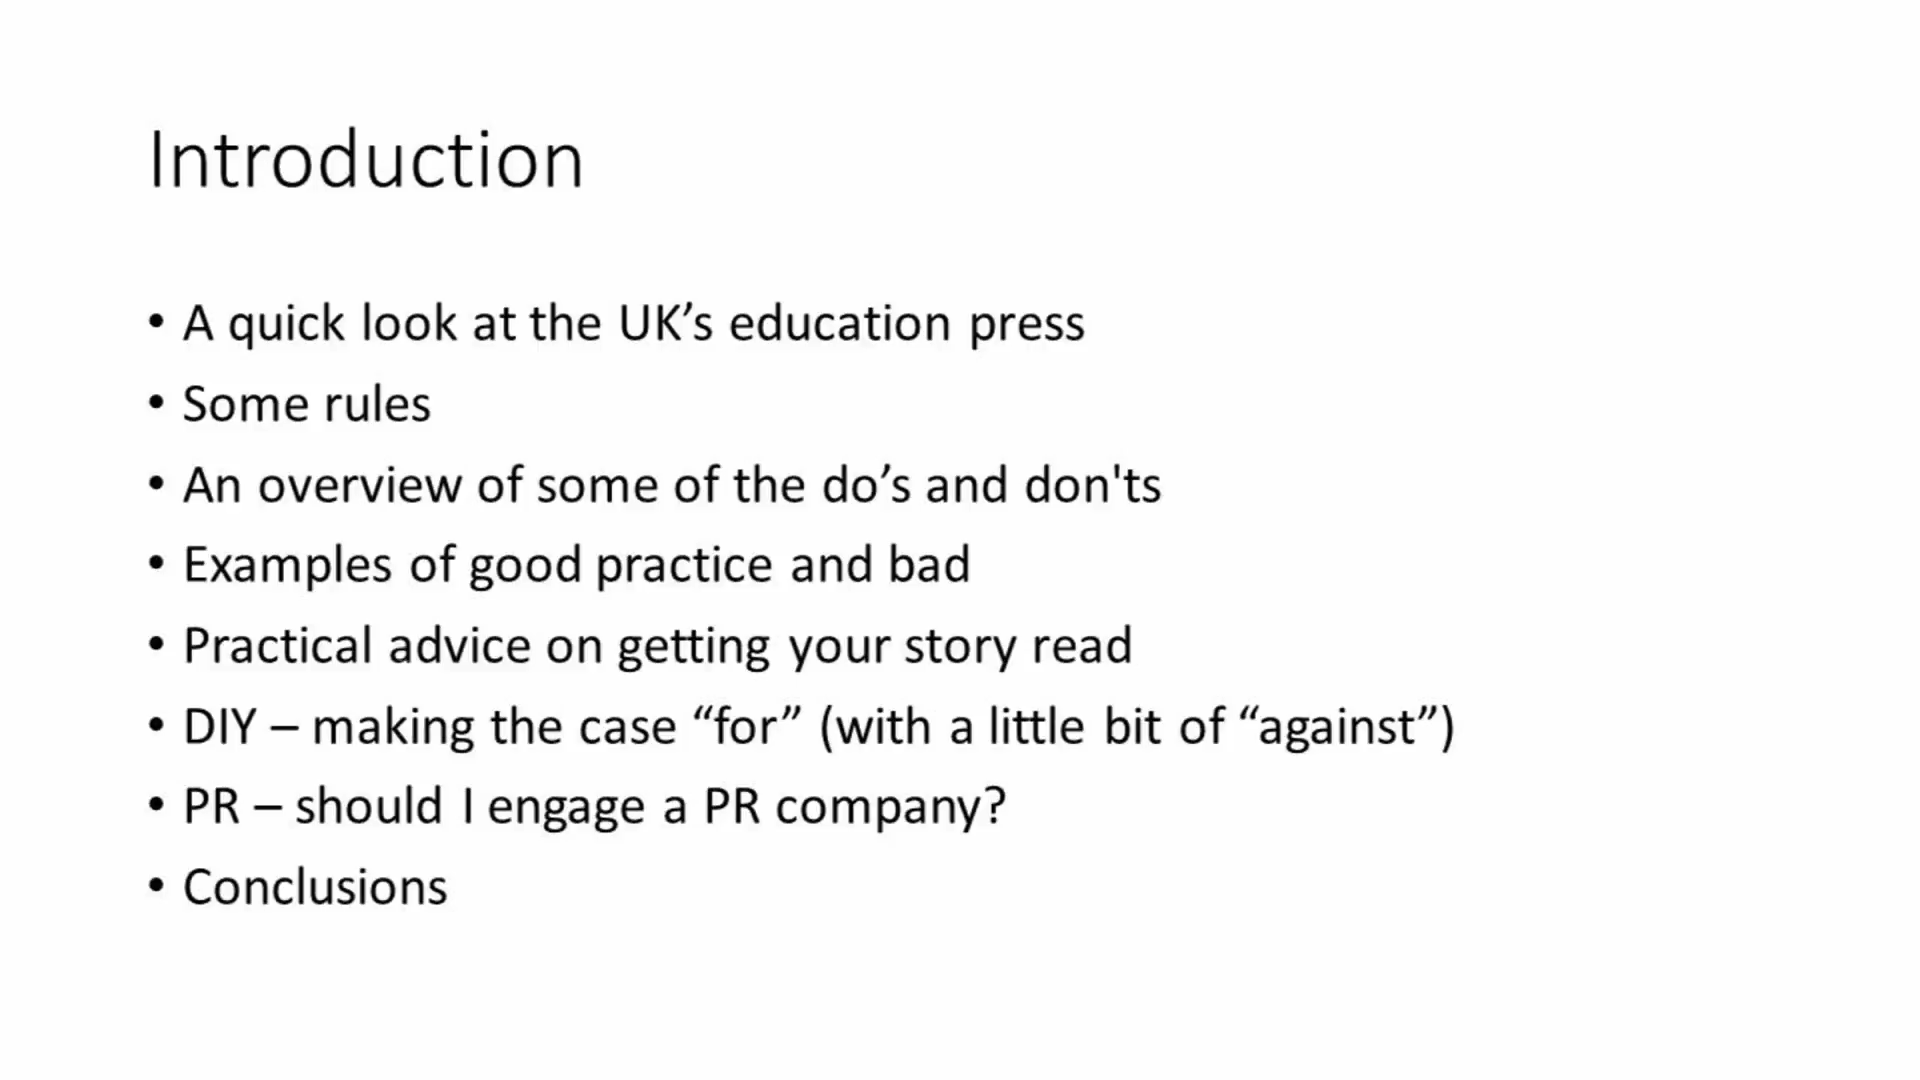 Introduction
• A quick look at the UK’s education press
• Some rules
• An overview of some of the do’s and don'ts
• Examples of good practice and bad
• Practical advice on getting your story read
• DIY – making the case “for” (with a little bit of “against”)
• PR – should I engage a PR company?
• Conclusions